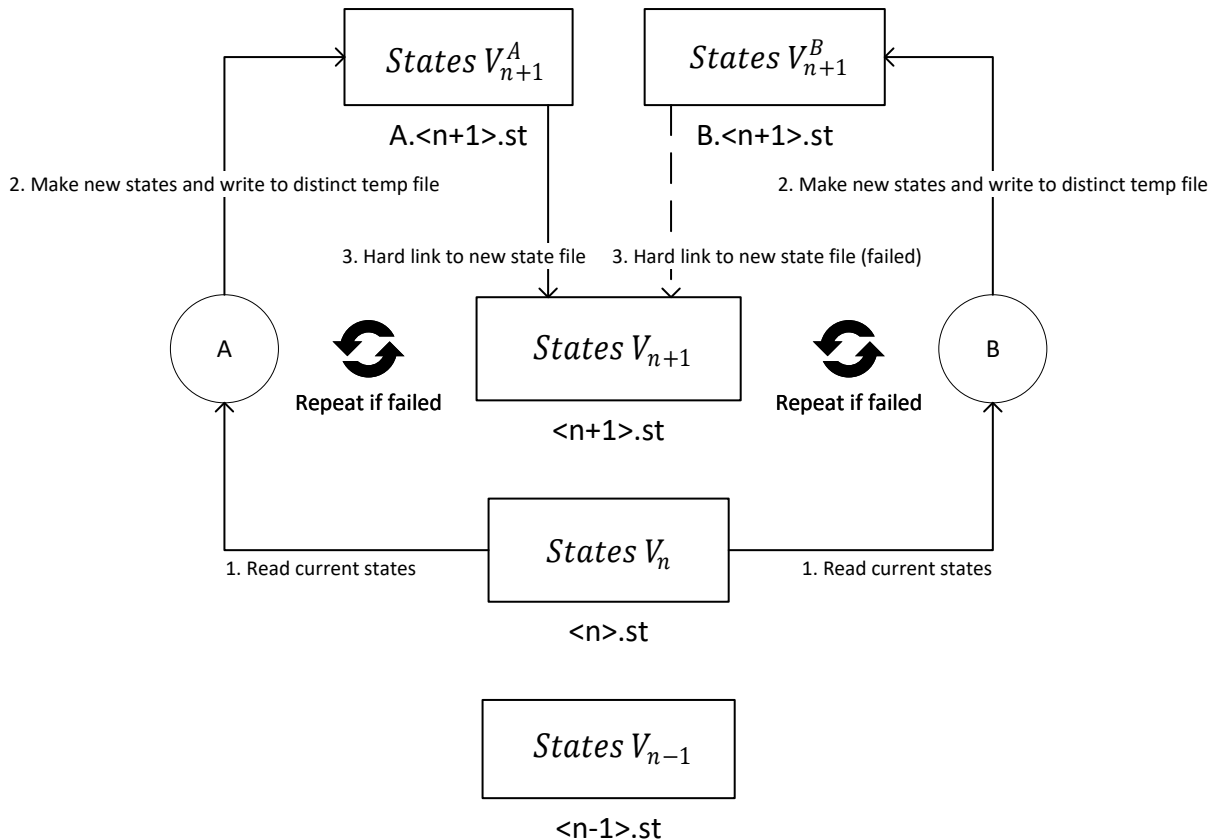 States V_{n+1}^{A}
States V_{n+1}^{B}
A.<n+1>.st
B.<n+1>.st
2. Make new states and write to distinct temp file
2. Make new states and write to distinct temp file
3. Hard link to new state file
3. Hard link to new state file (failed)
A
States V_{n+1}
B
Repeat if failed
Repeat if failed
<n+1>.st
States V_{n}
1. Read current states
1. Read current states
<n>.st
States V_{n-1}
<n-1>.st